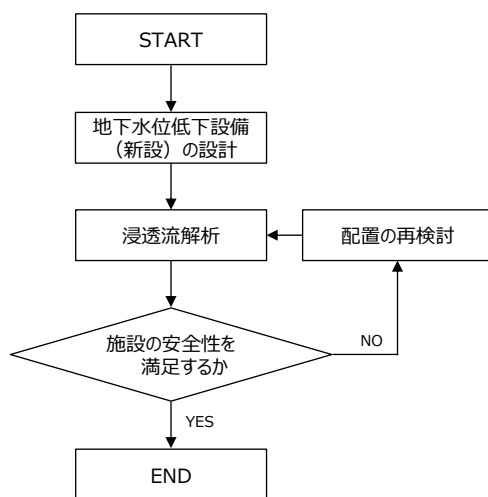 START
地下水位低下設備
（新設）の設計
浸透流解析
配置の再検討
施設の安全性を
満足するか
NO
YES
END